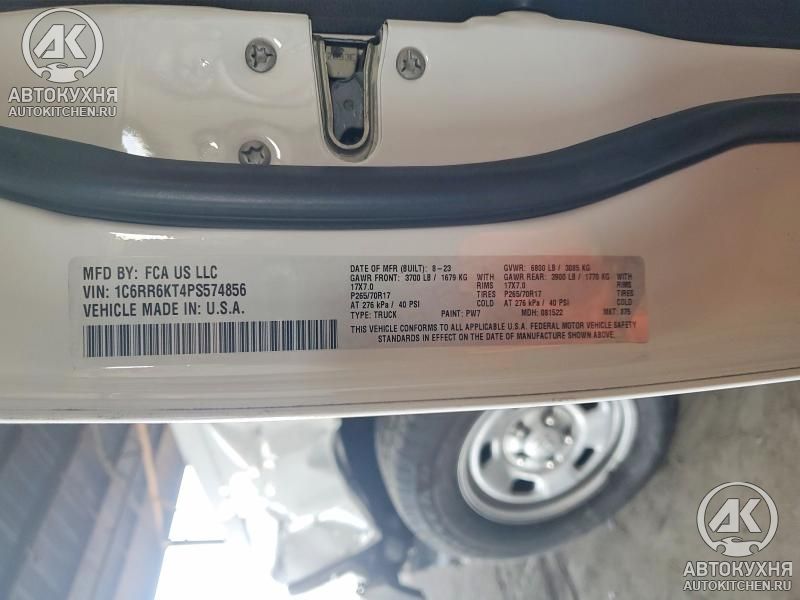 АК
АВТОКУХНЯ
AUTOKITCHEN.RU
MFD BY: FCA US LLC
VIN: 1C6RR6KT4PS574856
VEHICLE MADE IN: U.S.A.
DATE OF MFR (BUILT): 8-23 GVWR: 6800 LB / 3085 KG
GAWR FRONT: 3700 LB / 1679 KG WITH GAWR REAR: 3900 LB / 1770 KG WITH
17X7.0 RIMS 17X7.0 RIMS
P265/70R17 TIRES P265/70R17 TIRES
AT 276 kPa / 40 PSI COLD AT 276 kPa / 40 PSI COLD
TYPE: TRUCK PAINT: PW7 MDH: 081522 MKT: 875
THIS VEHICLE CONFORMS TO ALL APPLICABLE U.S.A. FEDERAL MOTOR VEHICLE SAFETY
STANDARDS IN EFFECT ON THE DATE OF MANUFACTURE SHOWN ABOVE.
АК
АВТОКУХНЯ
AUTOKITCHEN.RU